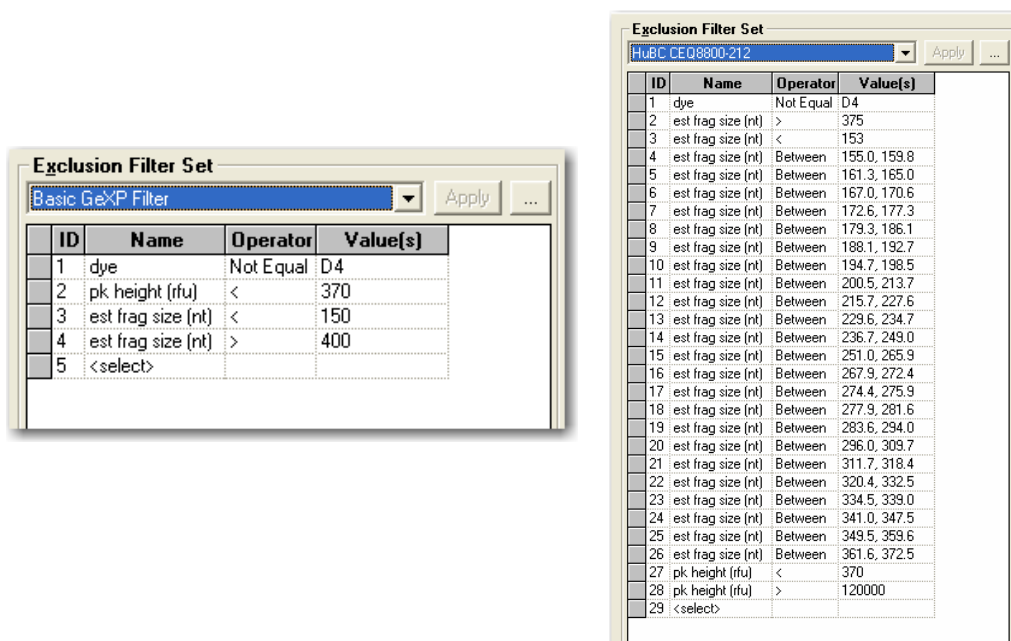 Exclusion Filter Set
Basic GeXP Filter Apply ...
ID Name Operator Value(s)
1 dye Not Equal D4
2 pk height (rfu) < 370
3 est frag size (nt) < 150
4 est frag size (nt) > 400
5 <select>
Exclusion Filter Set
HuBC CEQ8800-212 Apply ...
ID Name Operator Value(s)
1 dye Not Equal D4
2 est frag size (nt) > 375
3 est frag size (nt) < 153
4 est frag size (nt) Between 155.0, 159.8
5 est frag size (nt) Between 161.3, 165.0
6 est frag size (nt) Between 167.0, 170.6
7 est frag size (nt) Between 172.6, 177.3
8 est frag size (nt) Between 179.3, 186.1
9 est frag size (nt) Between 188.1, 192.7
10 est frag size (nt) Between 194.7, 198.5
11 est frag size (nt) Between 200.5, 213.7
12 est frag size (nt) Between 215.7, 227.6
13 est frag size (nt) Between 229.6, 234.7
14 est frag size (nt) Between 236.7, 249.0
15 est frag size (nt) Between 251.0, 265.9
16 est frag size (nt) Between 267.9, 272.4
17 est frag size (nt) Between 274.4, 275.9
18 est frag size (nt) Between 277.9, 281.6
19 est frag size (nt) Between 283.6, 294.0
20 est frag size (nt) Between 296.0, 309.7
21 est frag size (nt) Between 311.7, 318.4
22 est frag size (nt) Between 320.4, 332.5
23 est frag size (nt) Between 334.5, 339.0
24 est frag size (nt) Between 341.0, 347.5
25 est frag size (nt) Between 349.5, 359.6
26 est frag size (nt) Between 361.6, 372.5
27 pk height (rfu) < 370
28 pk height (rfu) > 120000
29 <select>